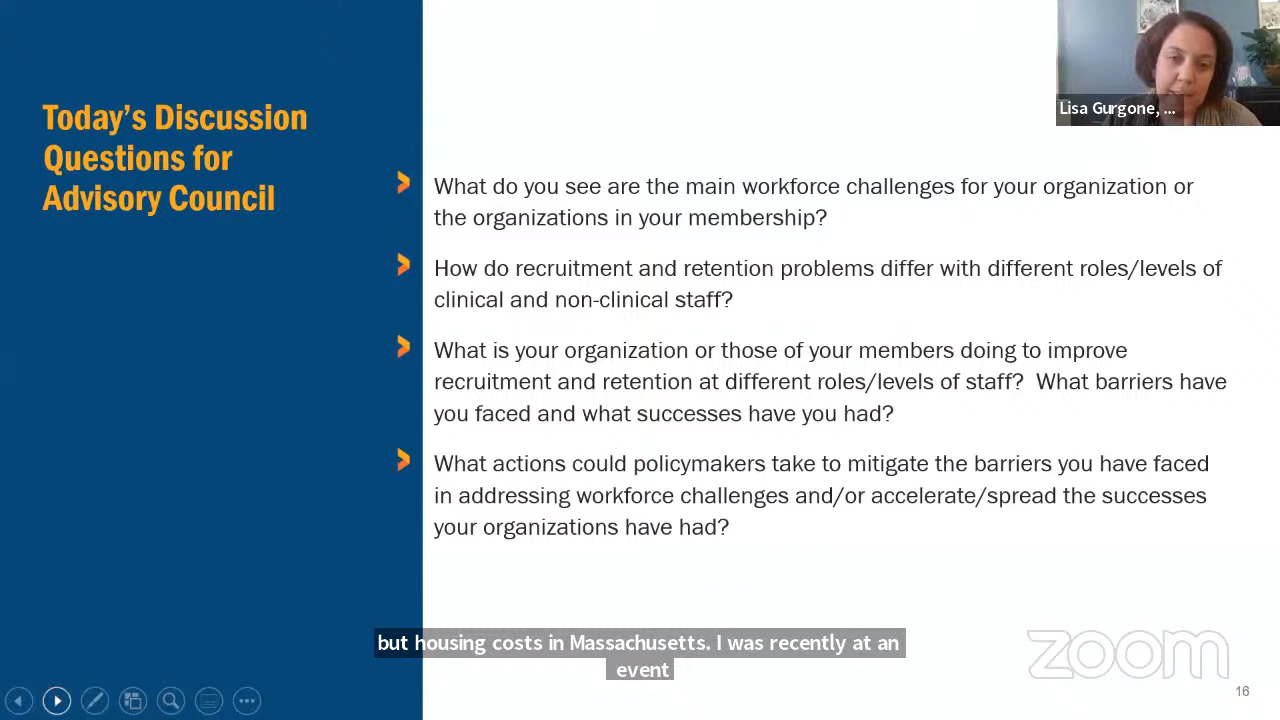 Lisa Gurgone, ...
Today's Discussion
Questions for
Advisory Council
What do you see are the main workforce challenges for your organization or
the organizations in your membership?
How do recruitment and retention problems differ with different roles/levels of
clinical and non-clinical staff?
What is your organization or those of your members doing to improve
recruitment and retention at different roles/levels of staff?  What barriers have
you faced and what successes have you had?
What actions could policymakers take to mitigate the barriers you have faced
in addressing workforce challenges and/or accelerate/spread the successes
your organizations have had?
but housing costs in Massachusetts. I was recently at an
event
zoom
16